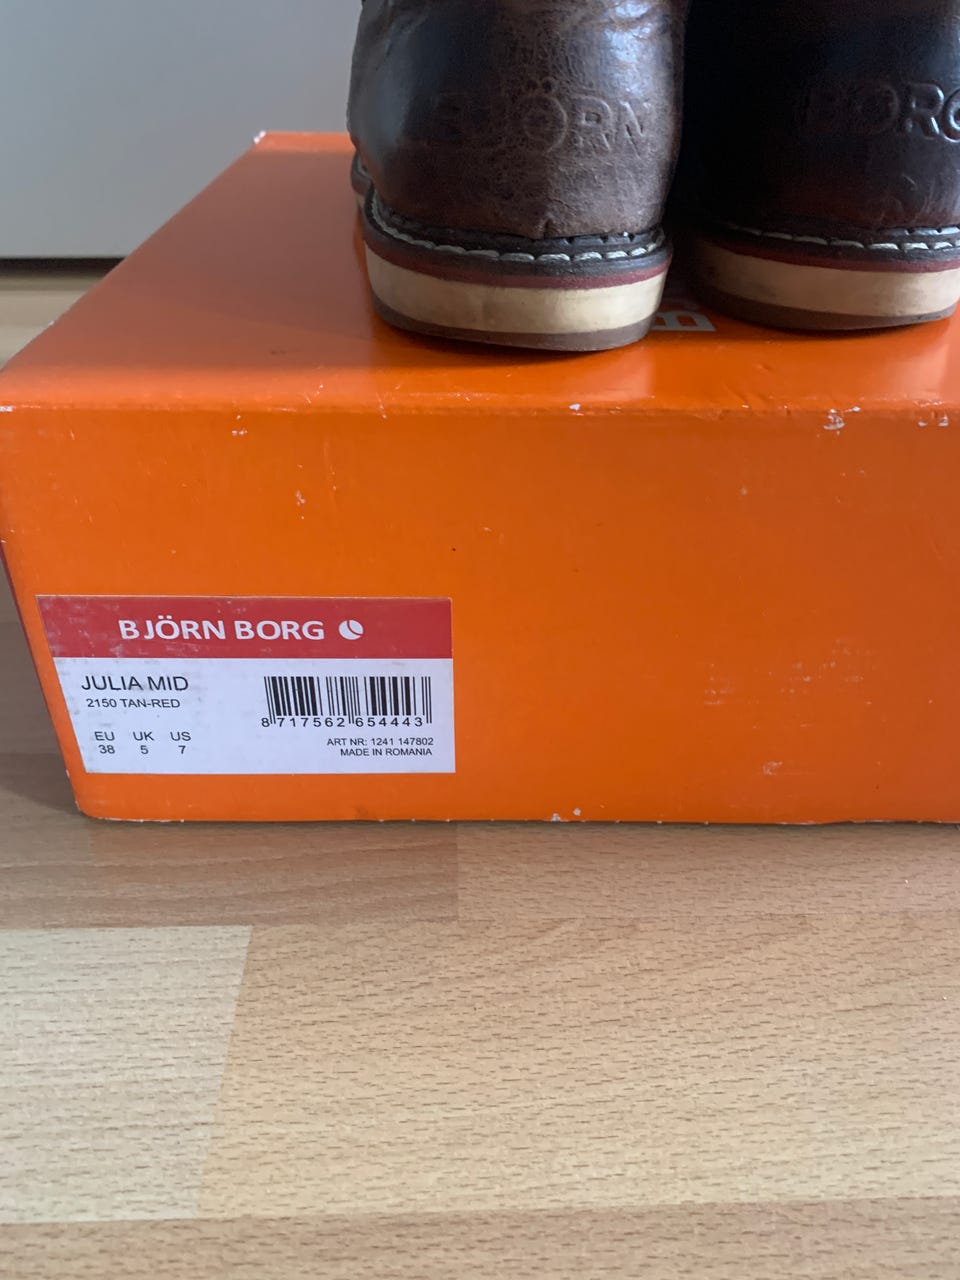 BJÖRN
BORG
B
BJÖRN BORG
JULIA MID
2150 TAN-RED
EU UK US
38 5 7
8 717562 654443
ART NR: 1241 147802
MADE IN ROMANIA